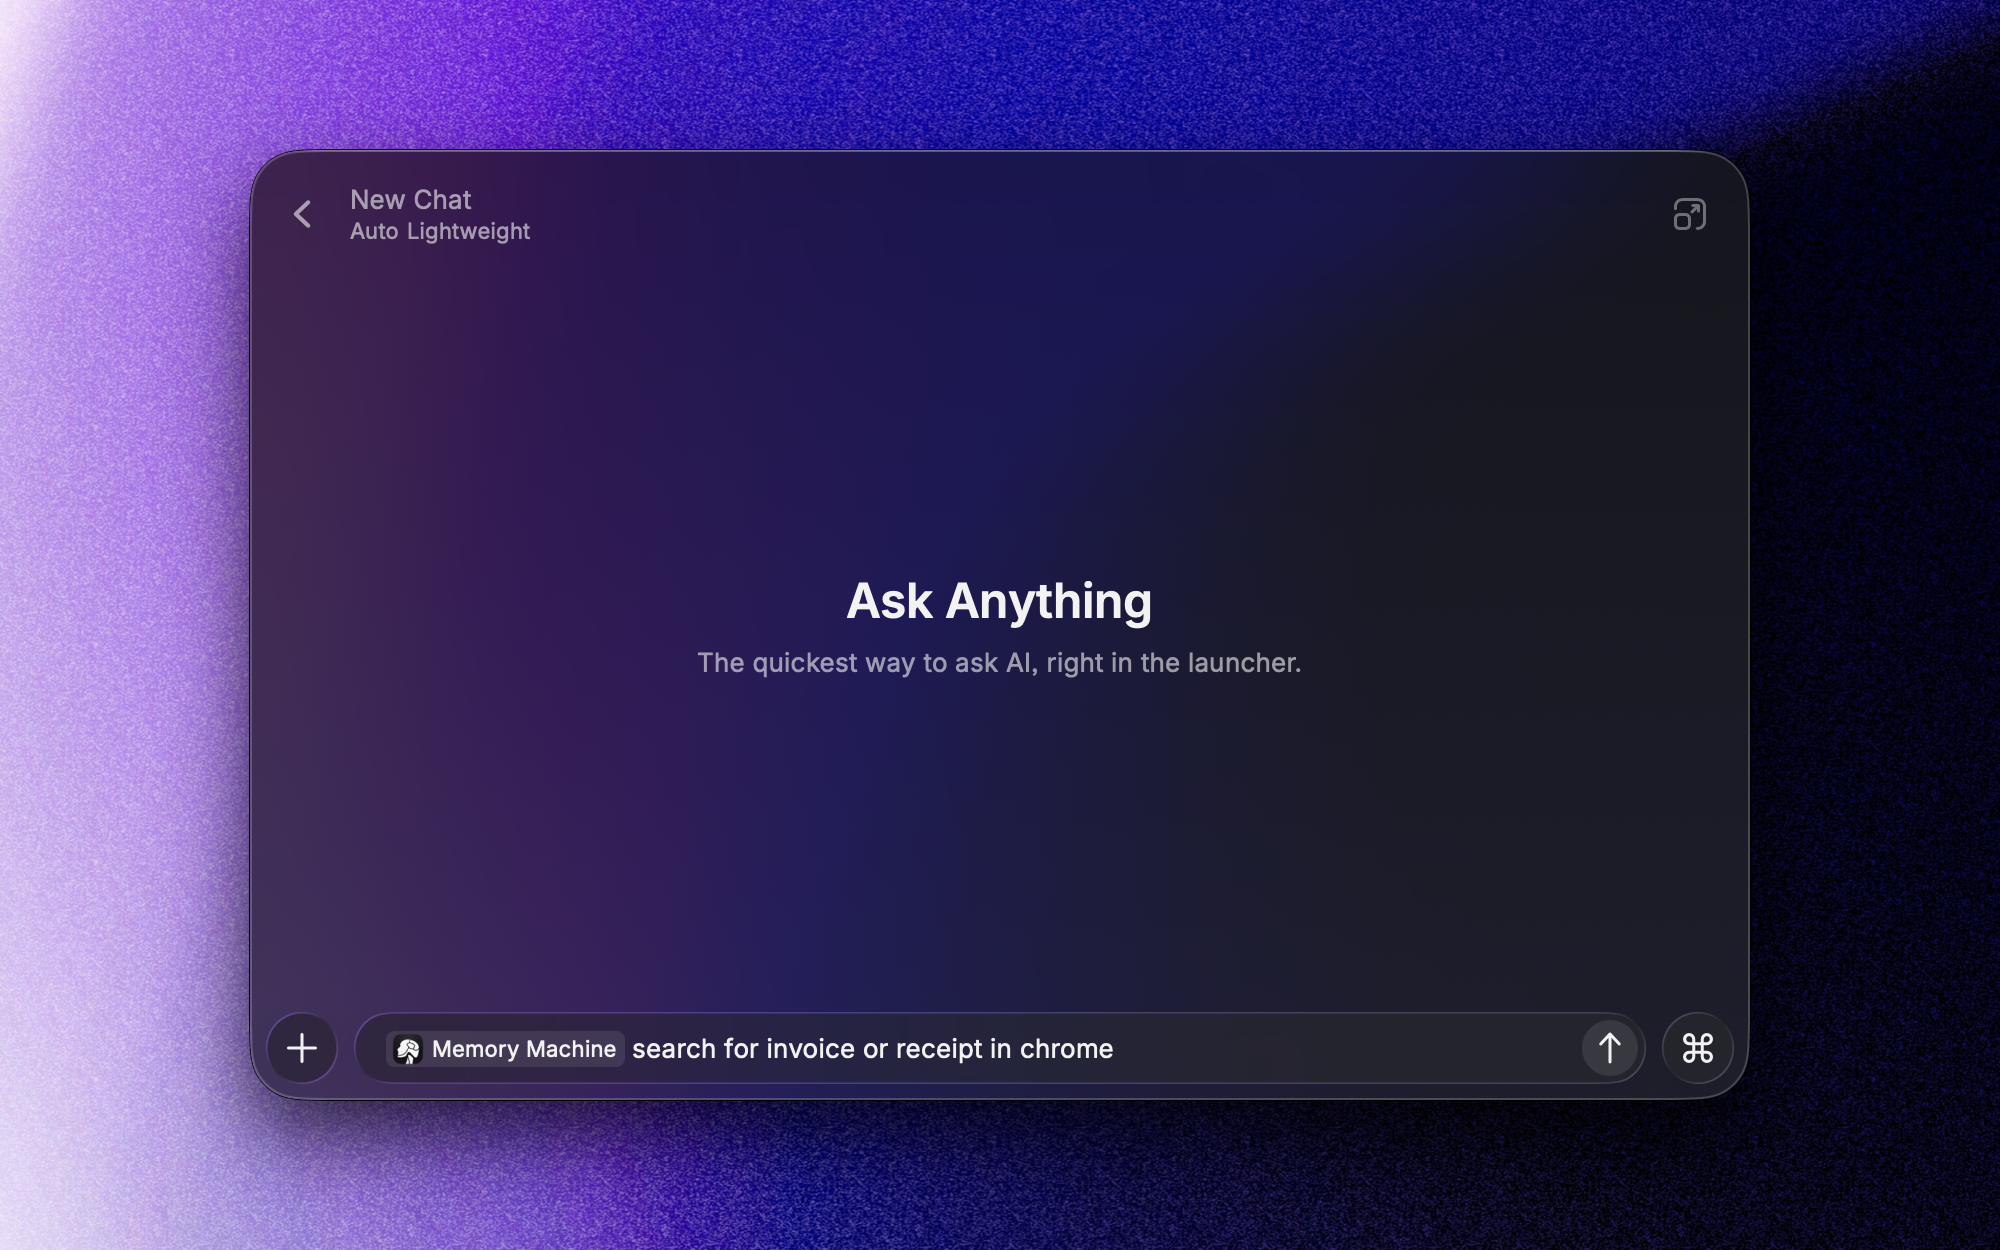 New Chat
Auto Lightweight
Ask Anything
The quickest way to ask AI, right in the launcher.
Memory Machine search for invoice or receipt in chrome